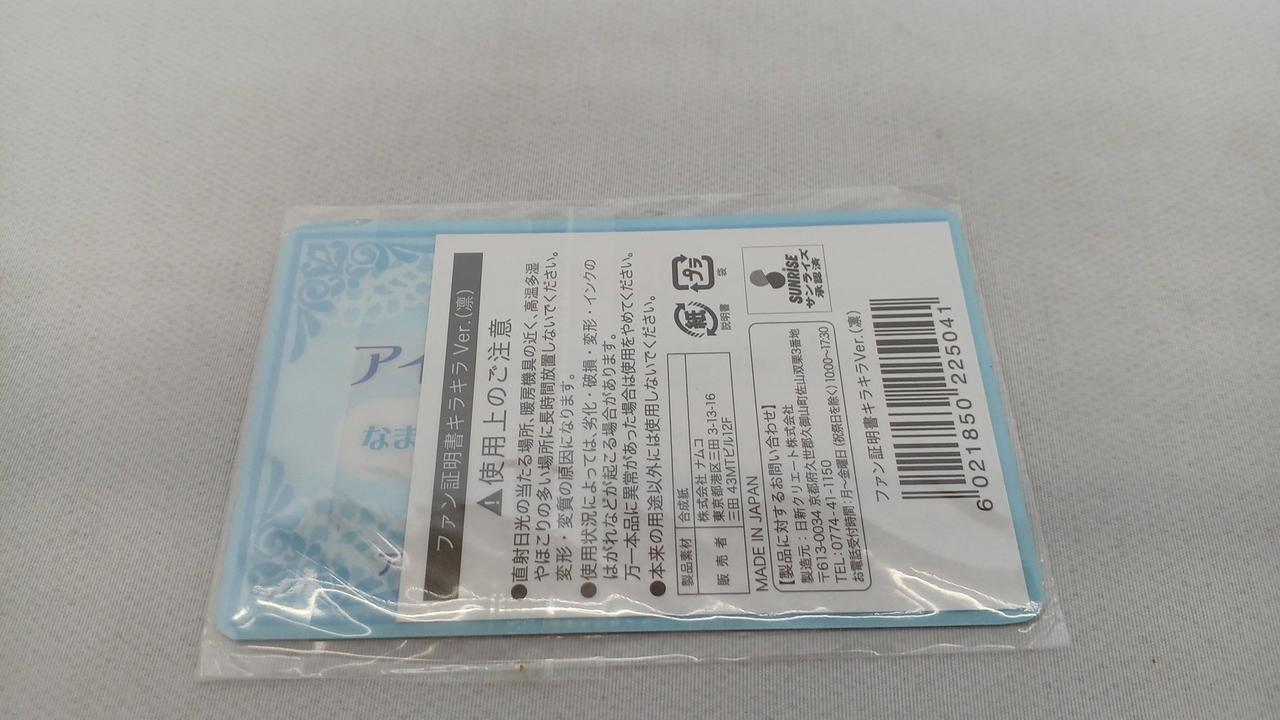 ファン証明書キラキラVer.(凛)
⚠使用上のご注意
●直射日光の当たる場所、暖房機具の近く、高温多湿
やほこりの多い場所に長時間放置しないでください。
変形・変質の原因になります。
●使用状況によっては、劣化・破損・変形・インクの
はがれなどが起こる場合があります。
万一本品に異常があった場合は使用をやめてください。
●本来の用途以外には使用しないでください。
製品素材 合成紙
販売者 株式会社ナムコ
東京都港区三田 3-13-16
三田 43MTビル12F
紙
説明書
プラ
袋
MADE IN JAPAN
【製品に対するお問い合わせ】
製造元:日新クリエート株式会社
〒613-0034 京都府久世郡久御山町佐山双栗3番地
TEL:0774-41-1150
お電話受付時間:月〜金曜日(祝祭日を除く)10:00〜17:30
SUNRISE
サンライズ
承認済
ファン証明書キラキラVer.(凛)
6021850225041
アイ
なま